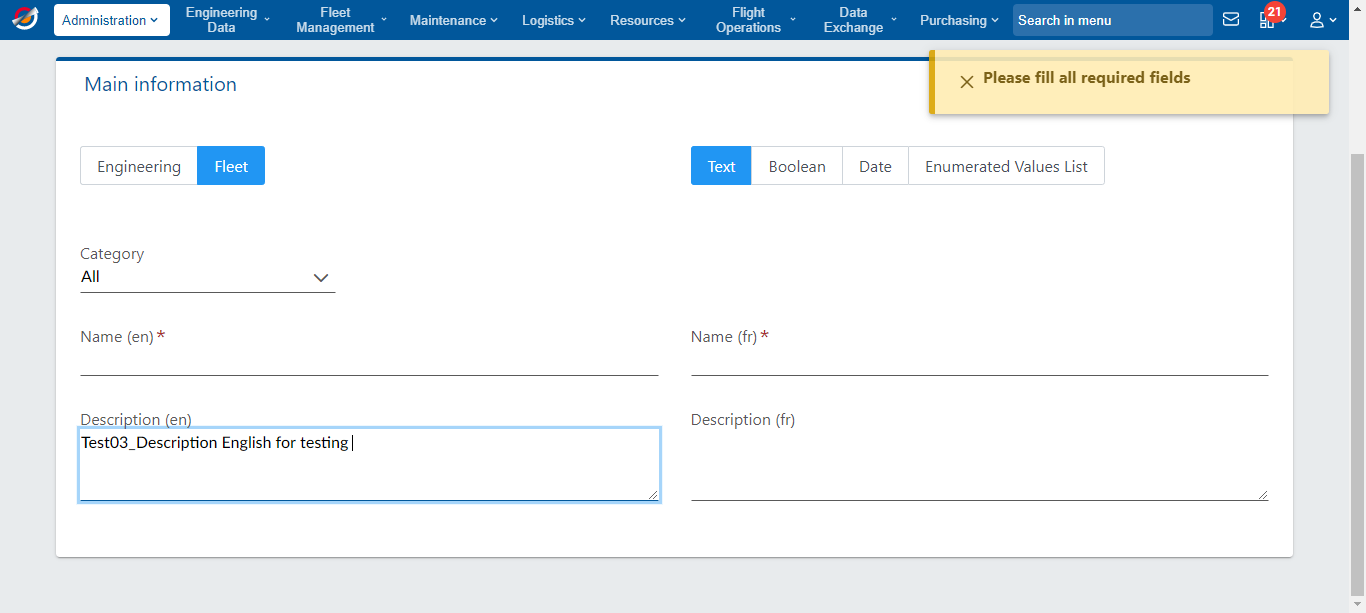 Administration
Engineering Data
Fleet Management
Maintenance
Logistics
Resources
Flight Operations
Data Exchange
Purchasing
Search in menu
21
Please fill all required fields
Main information
Engineering Fleet
Text Boolean Date Enumerated Values List
Category
All
Name (en) *
Name (fr) *
Description (en)
Test03_Description English for testing
Description (fr)